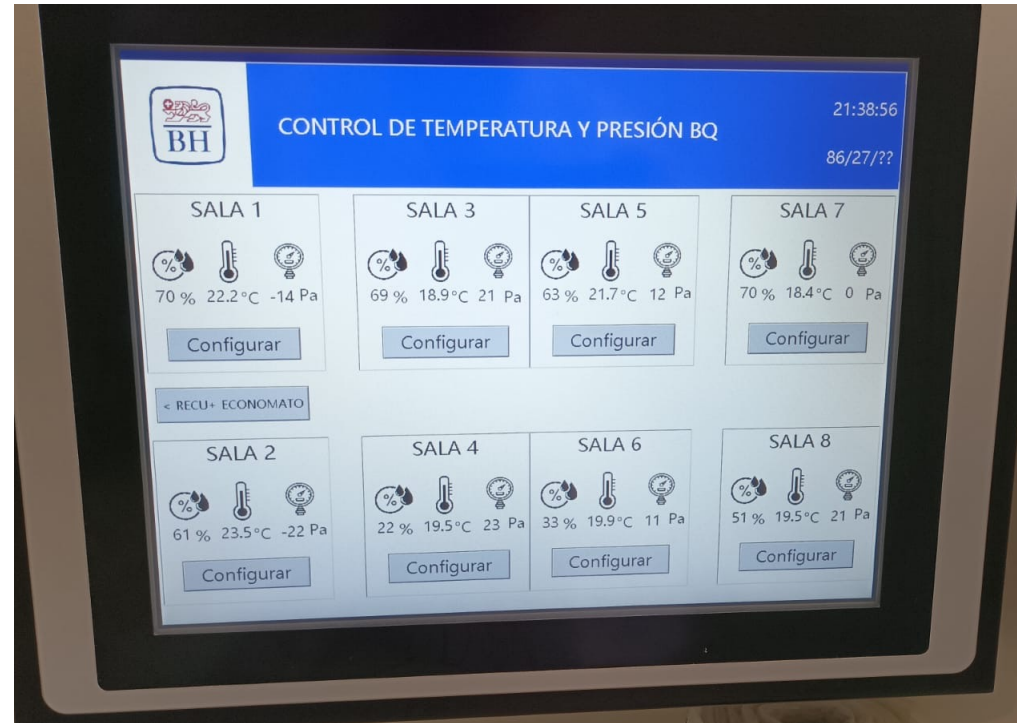 BH
CONTROL DE TEMPERATURA Y PRESIÓN BQ
21:38:56
86/27/??
SALA 1
%
70 % 22.2°C -14 Pa
Configurar
SALA 3
%
69 % 18.9°C 21 Pa
Configurar
SALA 5
%
63 % 21.7°C 12 Pa
Configurar
SALA 7
%
70 % 18.4°C 0 Pa
Configurar
< RECU+ ECONOMATO
SALA 2
%
61 % 23.5°C -22 Pa
Configurar
SALA 4
%
22 % 19.5°C 23 Pa
Configurar
SALA 6
%
33 % 19.9°C 11 Pa
Configurar
SALA 8
%
51 % 19.5°C 21 Pa
Configurar